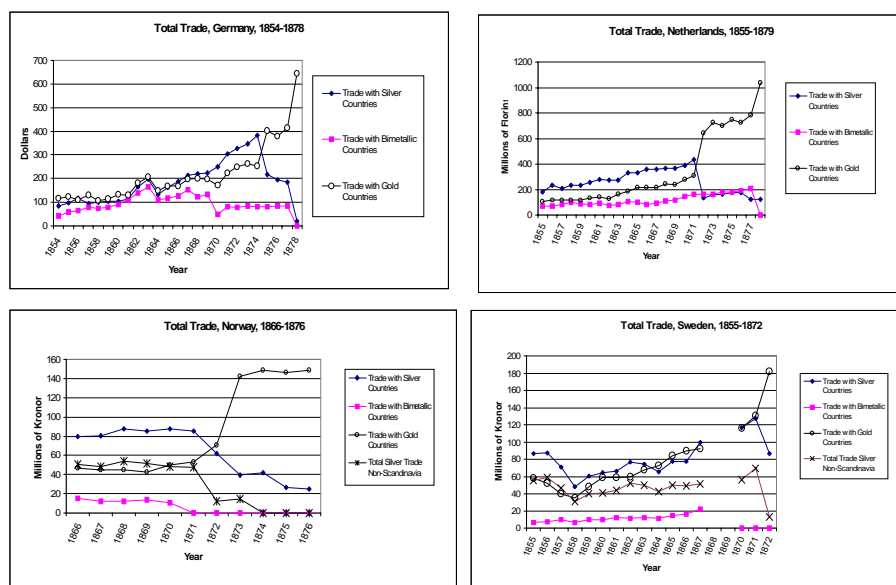 Total Trade, Germany, 1854-1878
700
600
500
400
300
200
100
0
Dollars
1854
1856
1858
1860
1862
1864
1866
1868
1870
1872
1874
1876
1878
Year
Trade with Silver
Countries
Trade with Bimetallic
Countries
Trade with Gold
Countries
Total Trade, Netherlands, 1855-1879
1200
1000
800
600
400
200
0
Millions of Florins
1855
1857
1859
1861
1863
1865
1867
1869
1871
1873
1875
1877
Year
Trade with Silver
Countries
Trade with Bimetallic
Countries
Trade with Gold
Countries
Total Trade, Norway, 1866-1876
160
140
120
100
80
60
40
20
0
Millions of Kronor
1866
1867
1868
1869
1870
1871
1872
1873
1874
1875
1876
Year
Trade with Silver
Countries
Trade with Bimetallic
Countries
Trade with Gold
Countries
Total Silver Trade
Non-Scandinavia
Total Trade, Sweden, 1855-1872
200
180
160
140
120
100
80
60
40
20
0
Millions of Kronor
1855
1856
1857
1858
1859
1860
1861
1862
1863
1864
1865
1866
1867
1868
1869
1870
1871
1872
Year
Trade with Silver
Countries
Trade with Bimetallic
Countries
Trade with Gold
Countries
Total Silver Trade
Non-Scandinavia